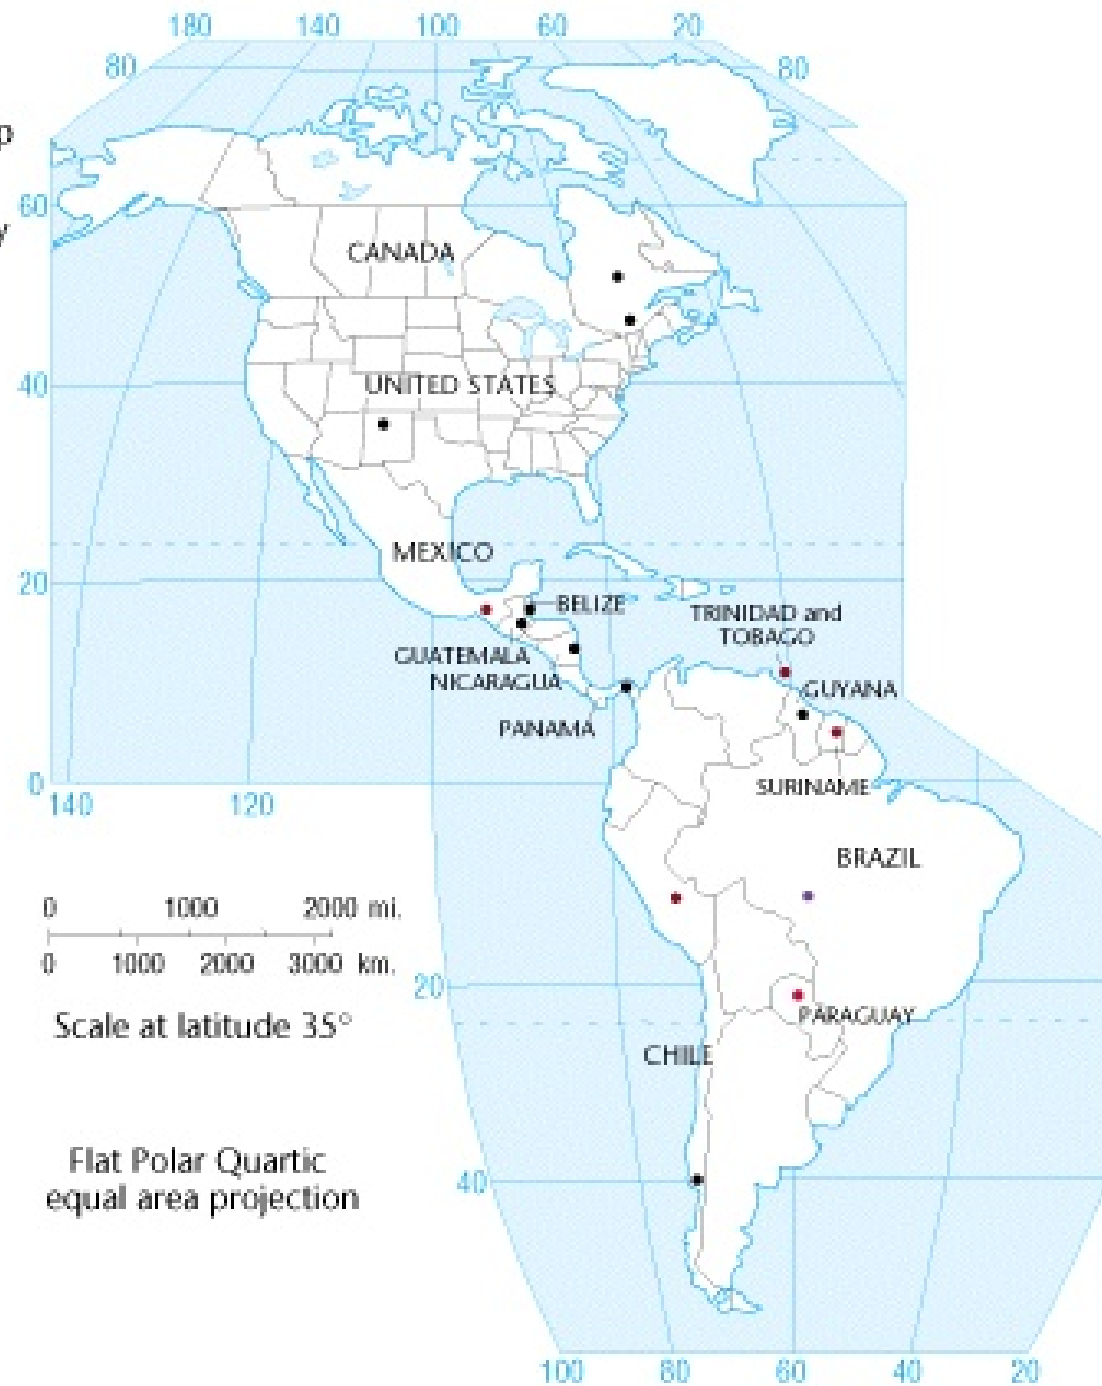 180 140 100 60 20
80 80
p
60
y
CANADA
40
UNITED STATES
MEXICO
20
BELIZE
TRINIDAD and
TOBAGO
GUATEMALA
NICARAGUA
GUYANA
PANAMA
0
SURINAME
140 120
BRAZIL
0 1000 2000 mi.
0 1000 2000 3000 km.
20
Scale at latitude 35°
PARAGUAY
CHILE
Flat Polar Quartic
equal area projection
40
100 80 60 40 20